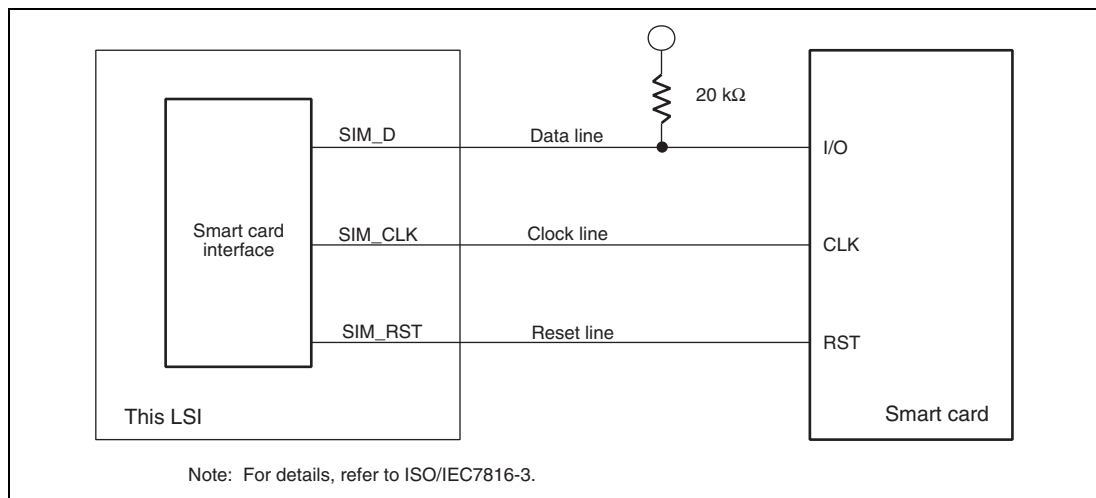 20 kΩ
SIM_D
Data line
I/O
Smart card
interface
SIM_CLK
Clock line
CLK
SIM_RST
Reset line
RST
This LSI
Smart card
Note: For details, refer to ISO/IEC7816-3.